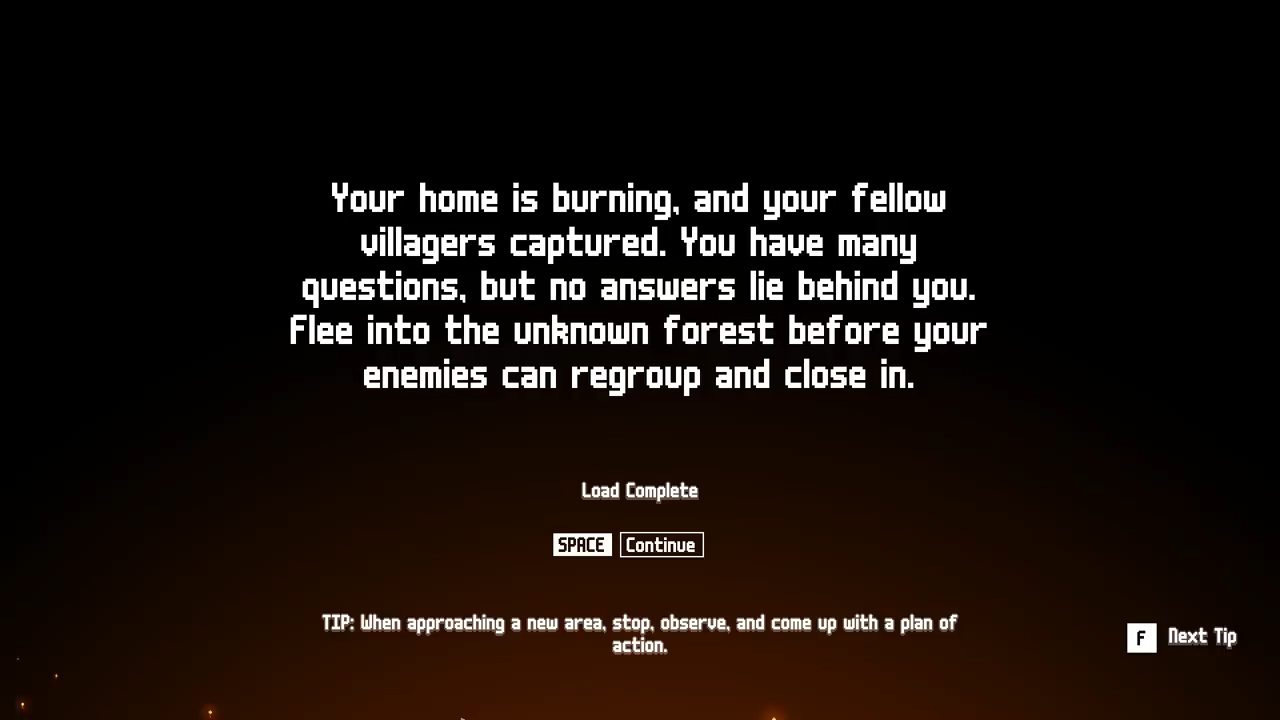 Your home is burning, and your fellow
villagers captured. You have many
questions, but no answers lie behind you.
Flee into the unknown forest before your
enemies can regroup and close in.
Load Complete
SPACE Continue
TIP: When approaching a new area, stop, observe, and come up with a plan of
action.
F Next Tip